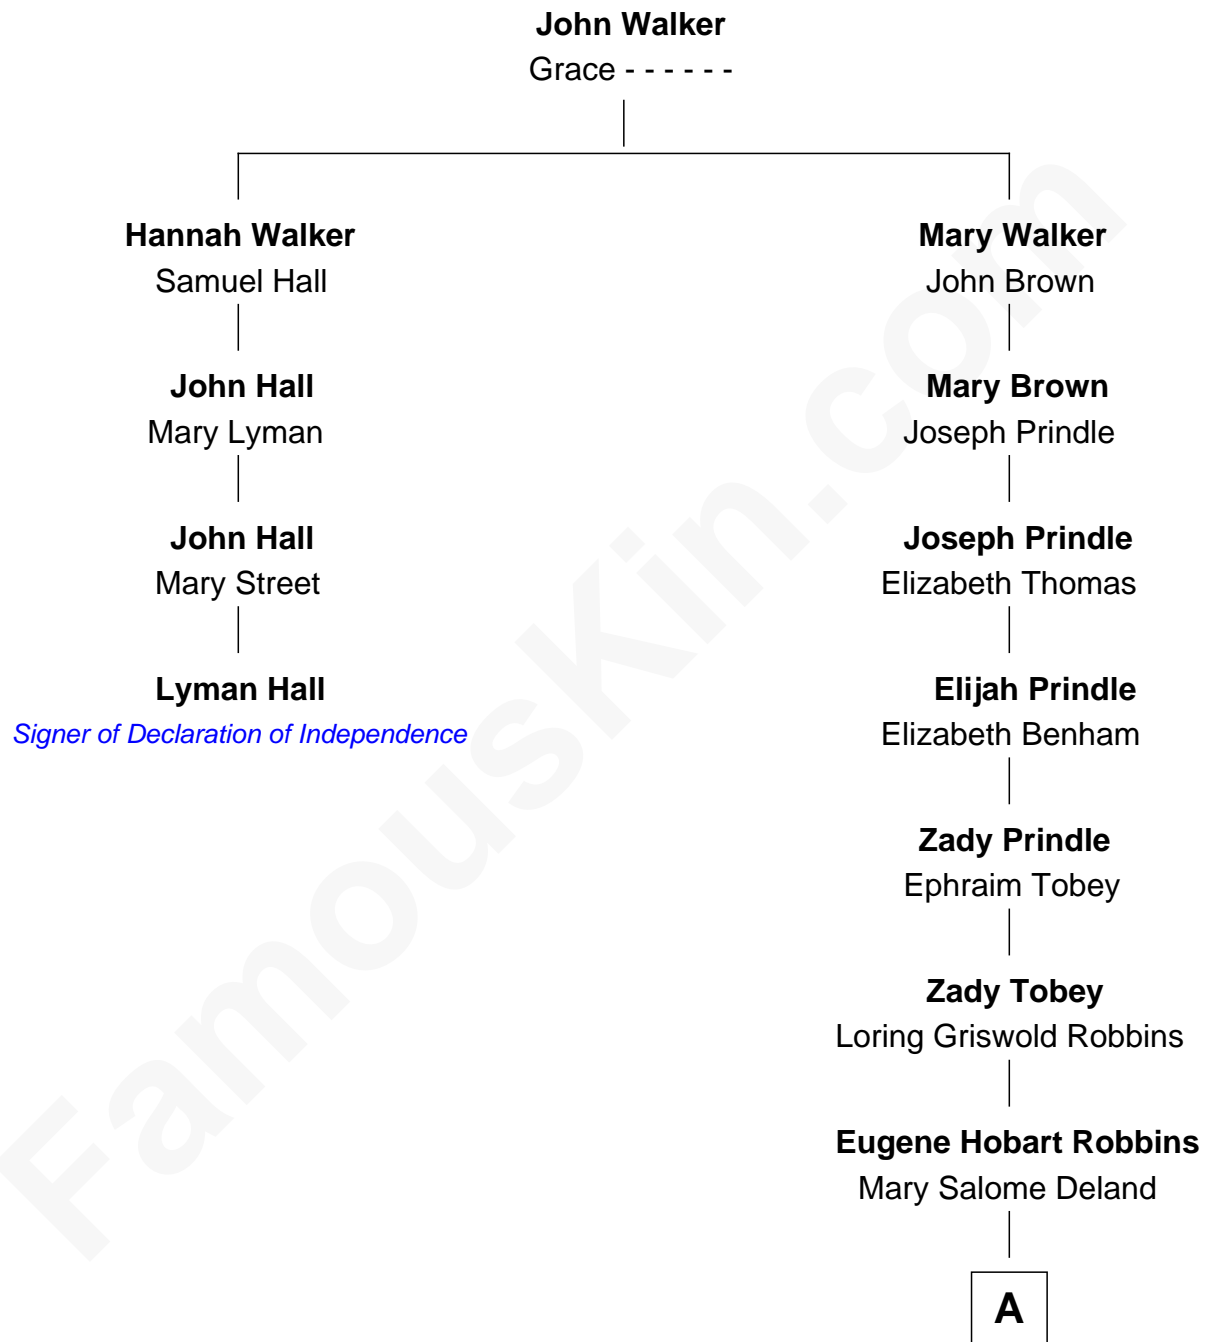 John Walker
Grace - - - - - -
Hannah Walker
Samuel Hall
John Hall
Mary Lyman
John Hall
Mary Street
Lyman Hall
Signer of Declaration of Independence
Mary Walker
John Brown
Mary Brown
Joseph Prindle
Joseph Prindle
Elizabeth Thomas
Elijah Prindle
Elizabeth Benham
Zady Prindle
Ephraim Tobey
Zady Tobey
Loring Griswold Robbins
Eugene Hobart Robbins
Mary Salome Deland
A
FamousKin.com